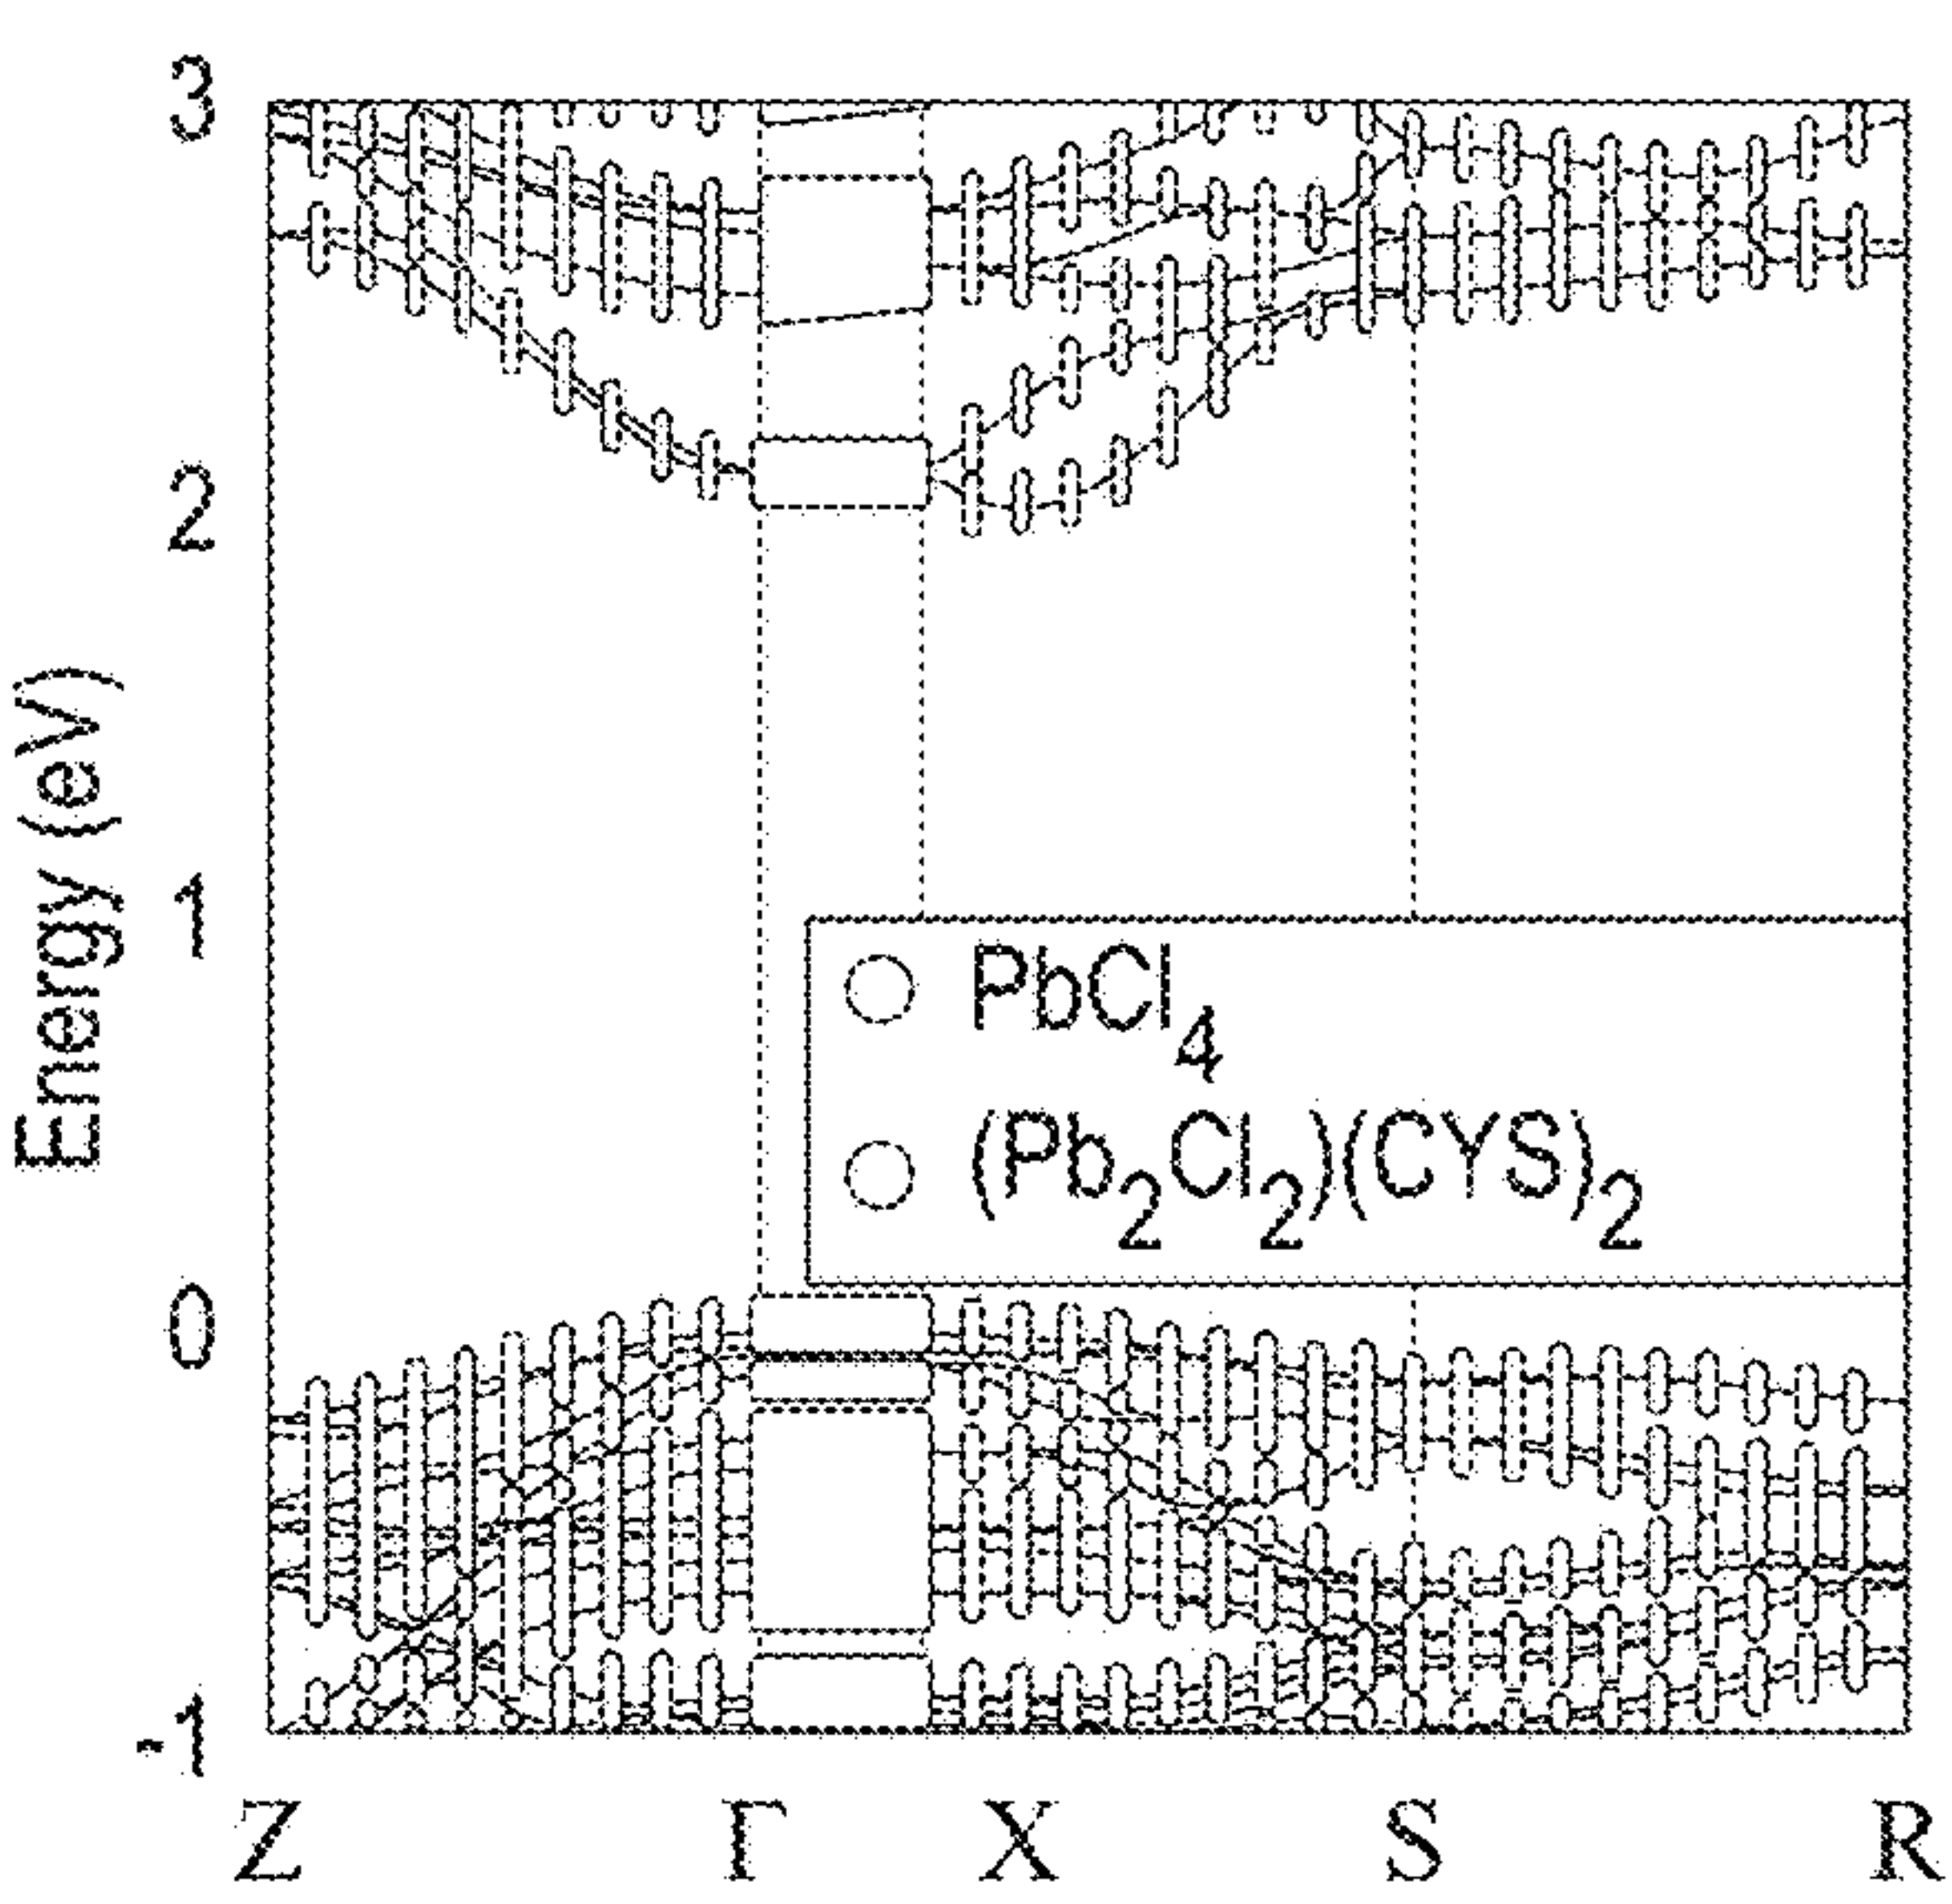 3
2
1
0
-1
Energy (eV)
PbCl₄
(Pb₂Cl₂)(CYS)₂
Z Γ X S R